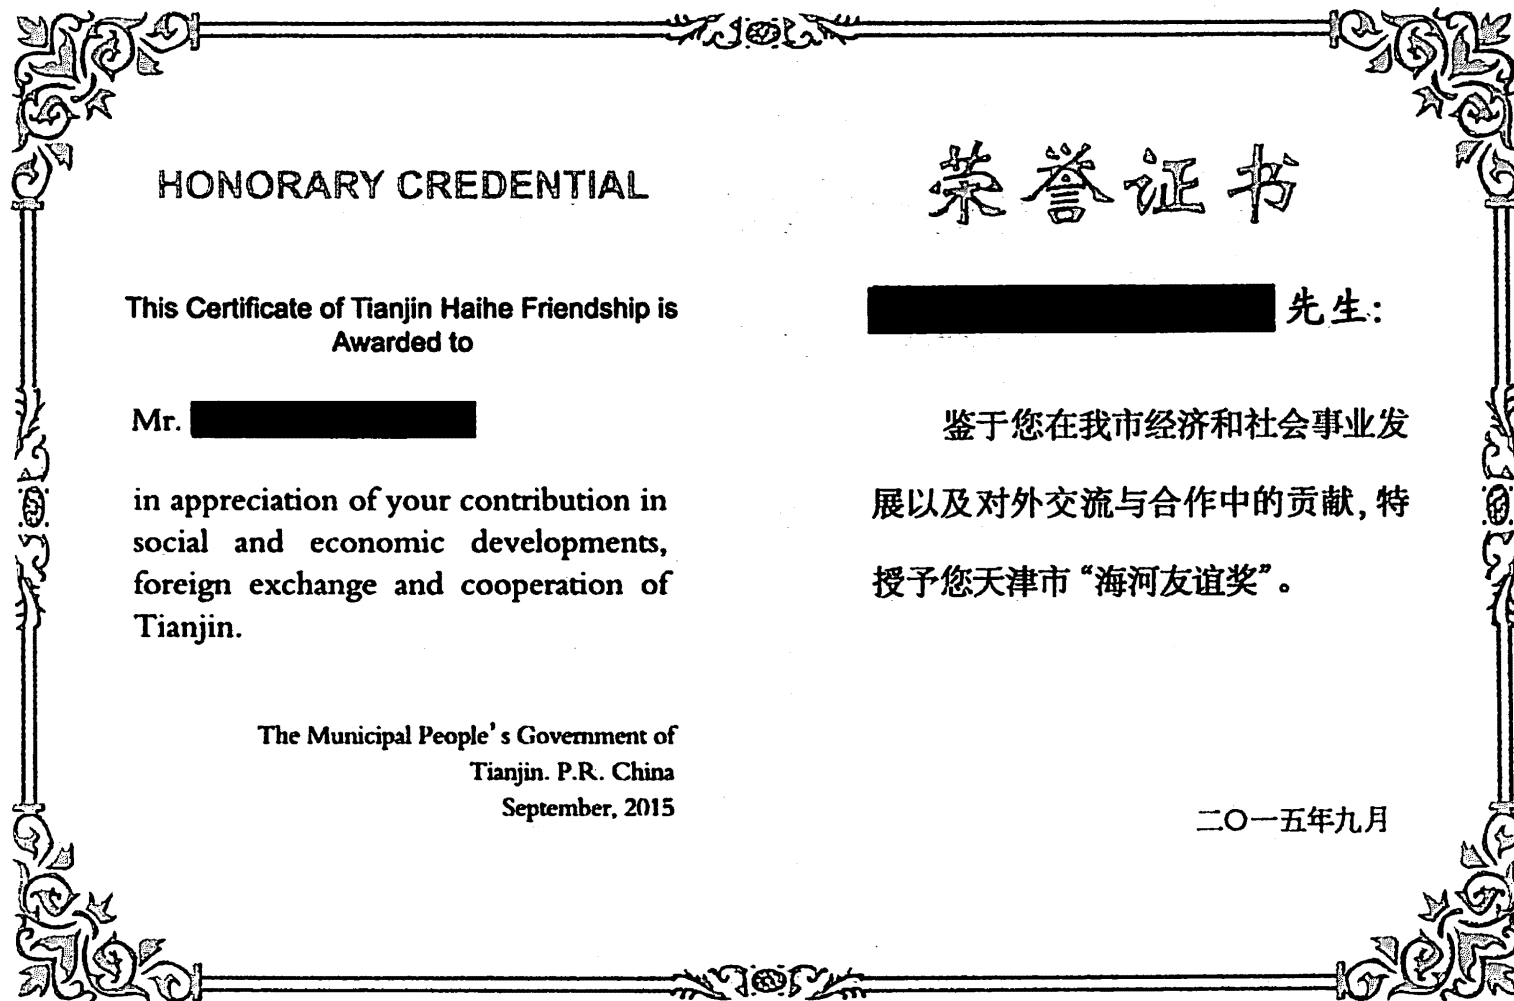 HONORARY CREDENTIAL
This Certificate of Tianjin Haihe Friendship is
Awarded to
Mr.
in appreciation of your contribution in
social and economic developments,
foreign exchange and cooperation of
Tianjin.
The Municipal People's Government of
Tianjin. P.R. China
September, 2015
荣誉证书
先生:
鉴于您在我市经济和社会事业发
展以及对外交流与合作中的贡献,特
授予您天津市“海河友谊奖”。
二〇一五年九月